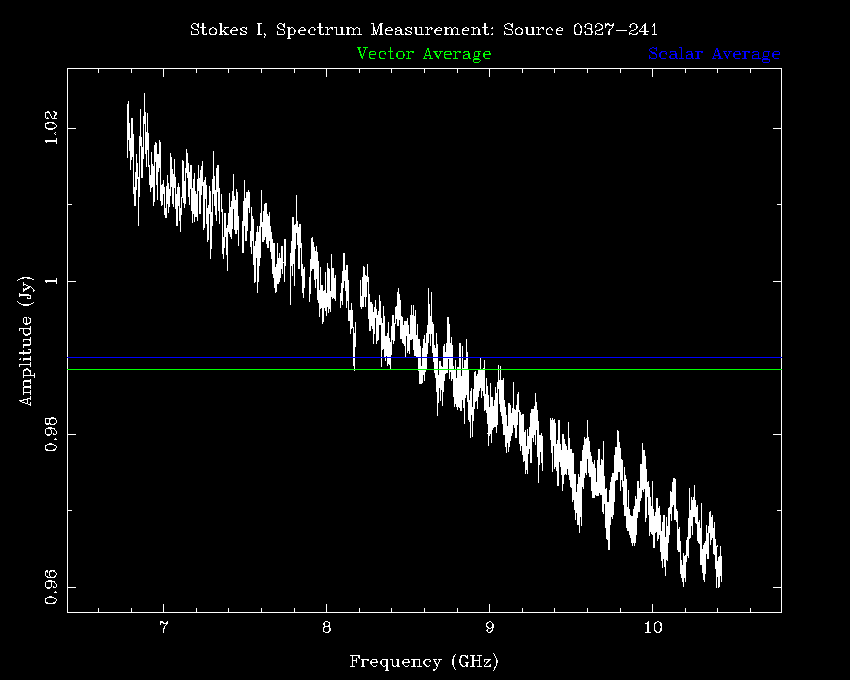 Stokes I, Spectrum Measurement: Source 0327-241
Vector Average Scalar Average
Amplitude (Jy)
1.02
1
0.98
0.96
7 8 9 10
Frequency (GHz)